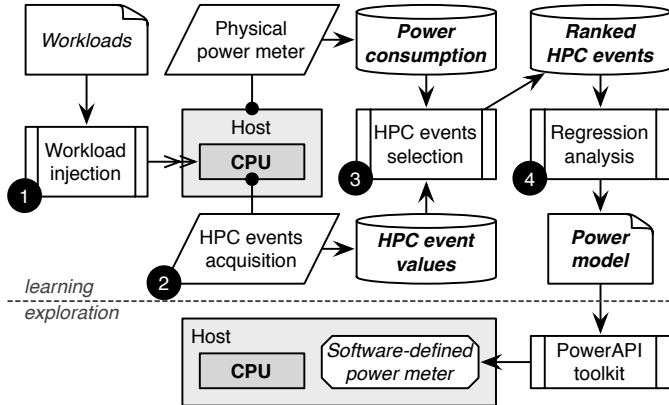 Workloads
Physical
power meter
Power
consumption
Ranked
HPC events
Workload
injection
1
Host
CPU
HPC events
selection
3
Regression
analysis
4
HPC events
acquisition
2
HPC event
values
Power
model
learning
exploration
Host
CPU
Software-defined
power meter
PowerAPI
toolkit